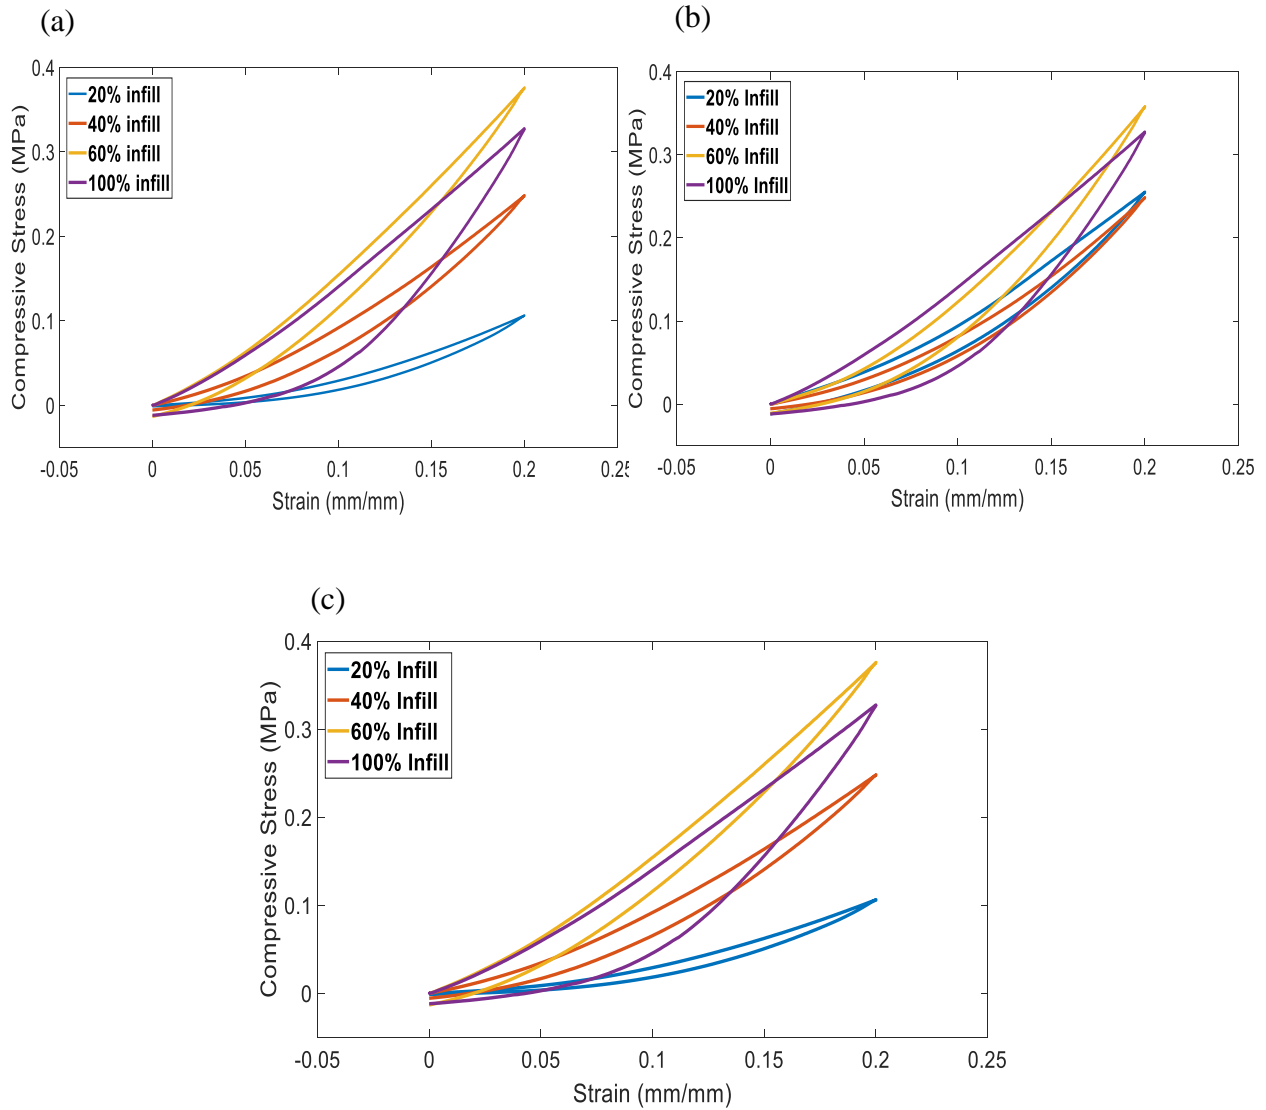 (a)
0.4
0.3
0.2
0.1
0
-0.05
0
0.05
0.1
0.15
0.2
0.25
Compressive Stress (MPa)
Strain (mm/mm)
20% infill
40% infill
60% infill
100% infill
(b)
0.4
0.3
0.2
0.1
0
-0.05
0
0.05
0.1
0.15
0.2
0.25
Compressive Stress (MPa)
Strain (mm/mm)
20% Infill
40% Infill
60% Infill
100% Infill
(c)
0.4
0.3
0.2
0.1
0
-0.05
0
0.05
0.1
0.15
0.2
0.25
Compressive Stress (MPa)
Strain (mm/mm)
20% Infill
40% Infill
60% Infill
100% Infill